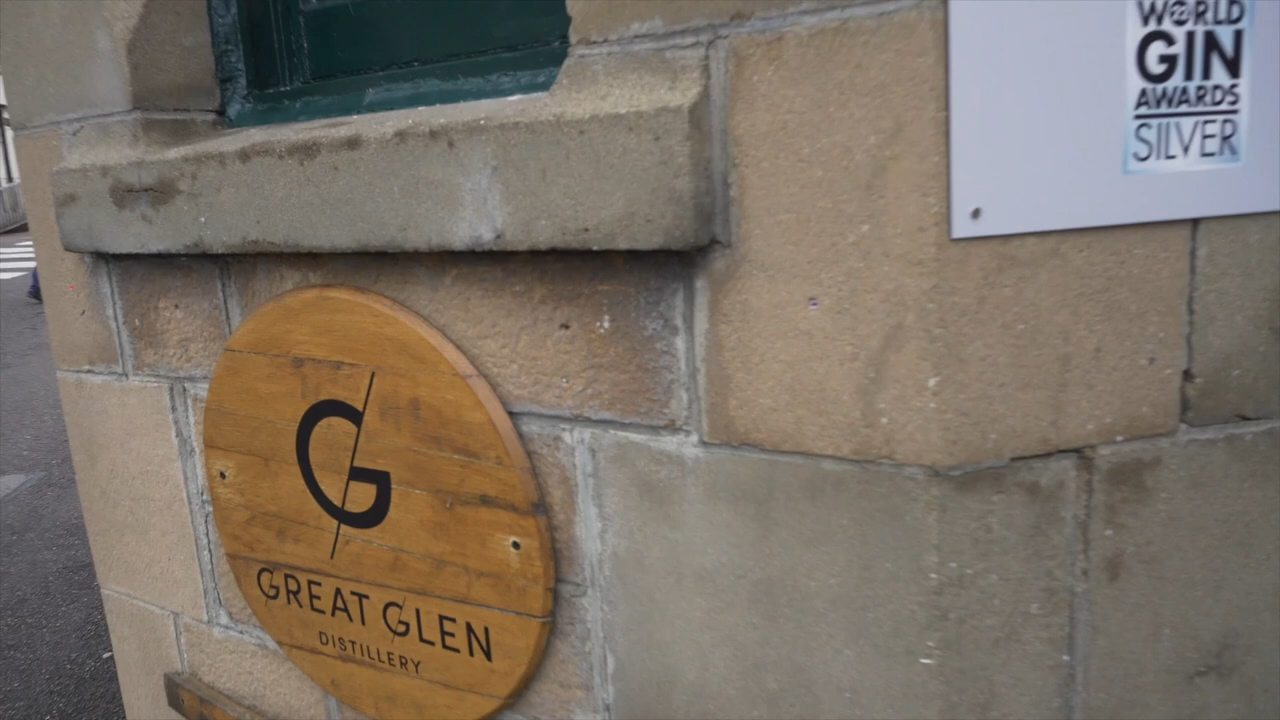 WORLD
GIN
AWARDS
SILVER
G
GREAT GLEN
DISTILLERY